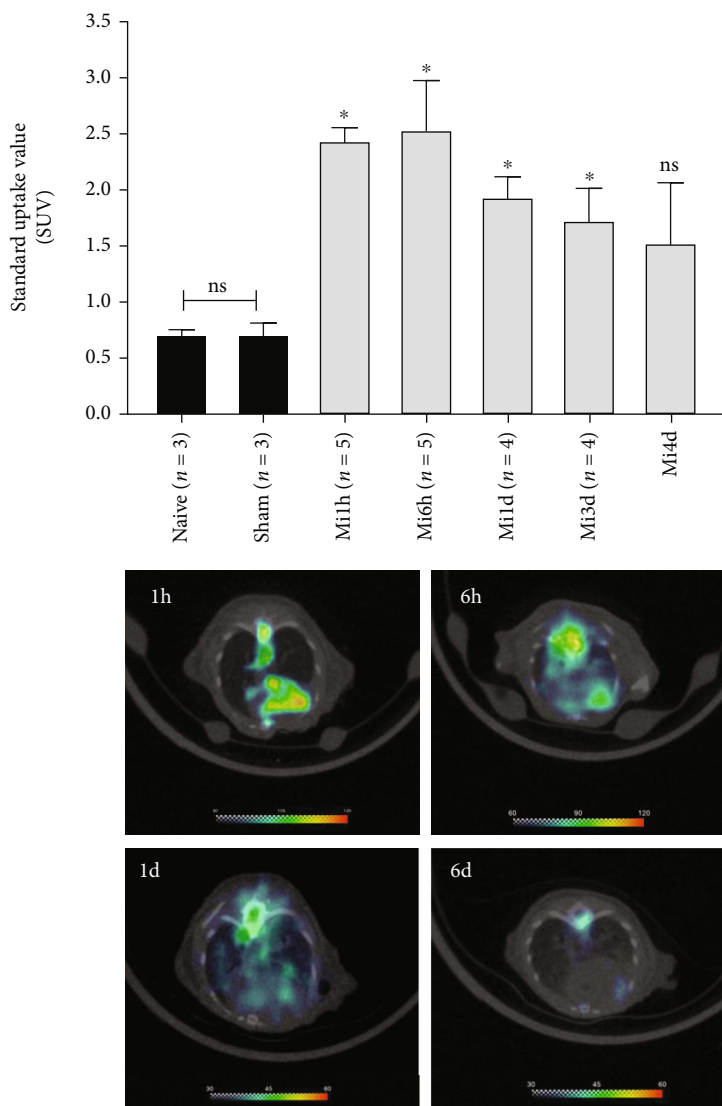 3.5
3.0
2.5
2.0
1.5
1.0
0.5
0.0
Standard uptake value
(SUV)
ns
*
*
*
*
ns
Naive (n = 3)
Sham (n = 3)
Mi1h (n = 5)
Mi6h (n = 5)
Mi1d (n = 4)
Mi3d (n = 4)
Mi4d
1h
6h
60 90 120
1d
6d
30 45 60
30 45 60